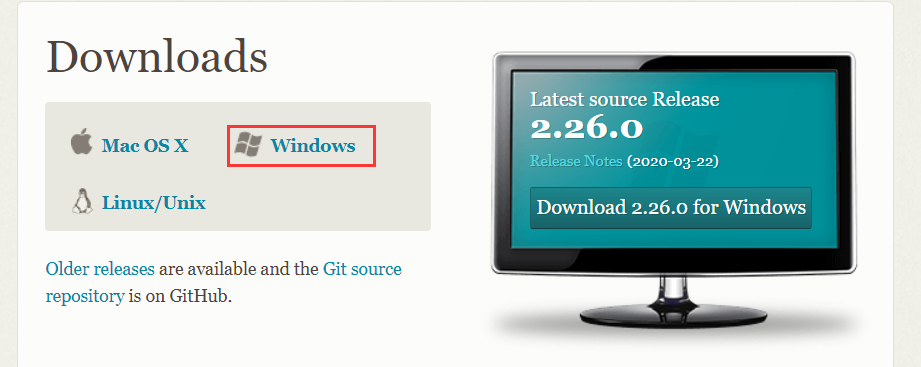 Downloads
Mac OS X
Windows
Linux/Unix
Older releases are available and the Git source
repository is on GitHub.
Latest source Release
2.26.0
Release Notes (2020-03-22)
Download 2.26.0 for Windows